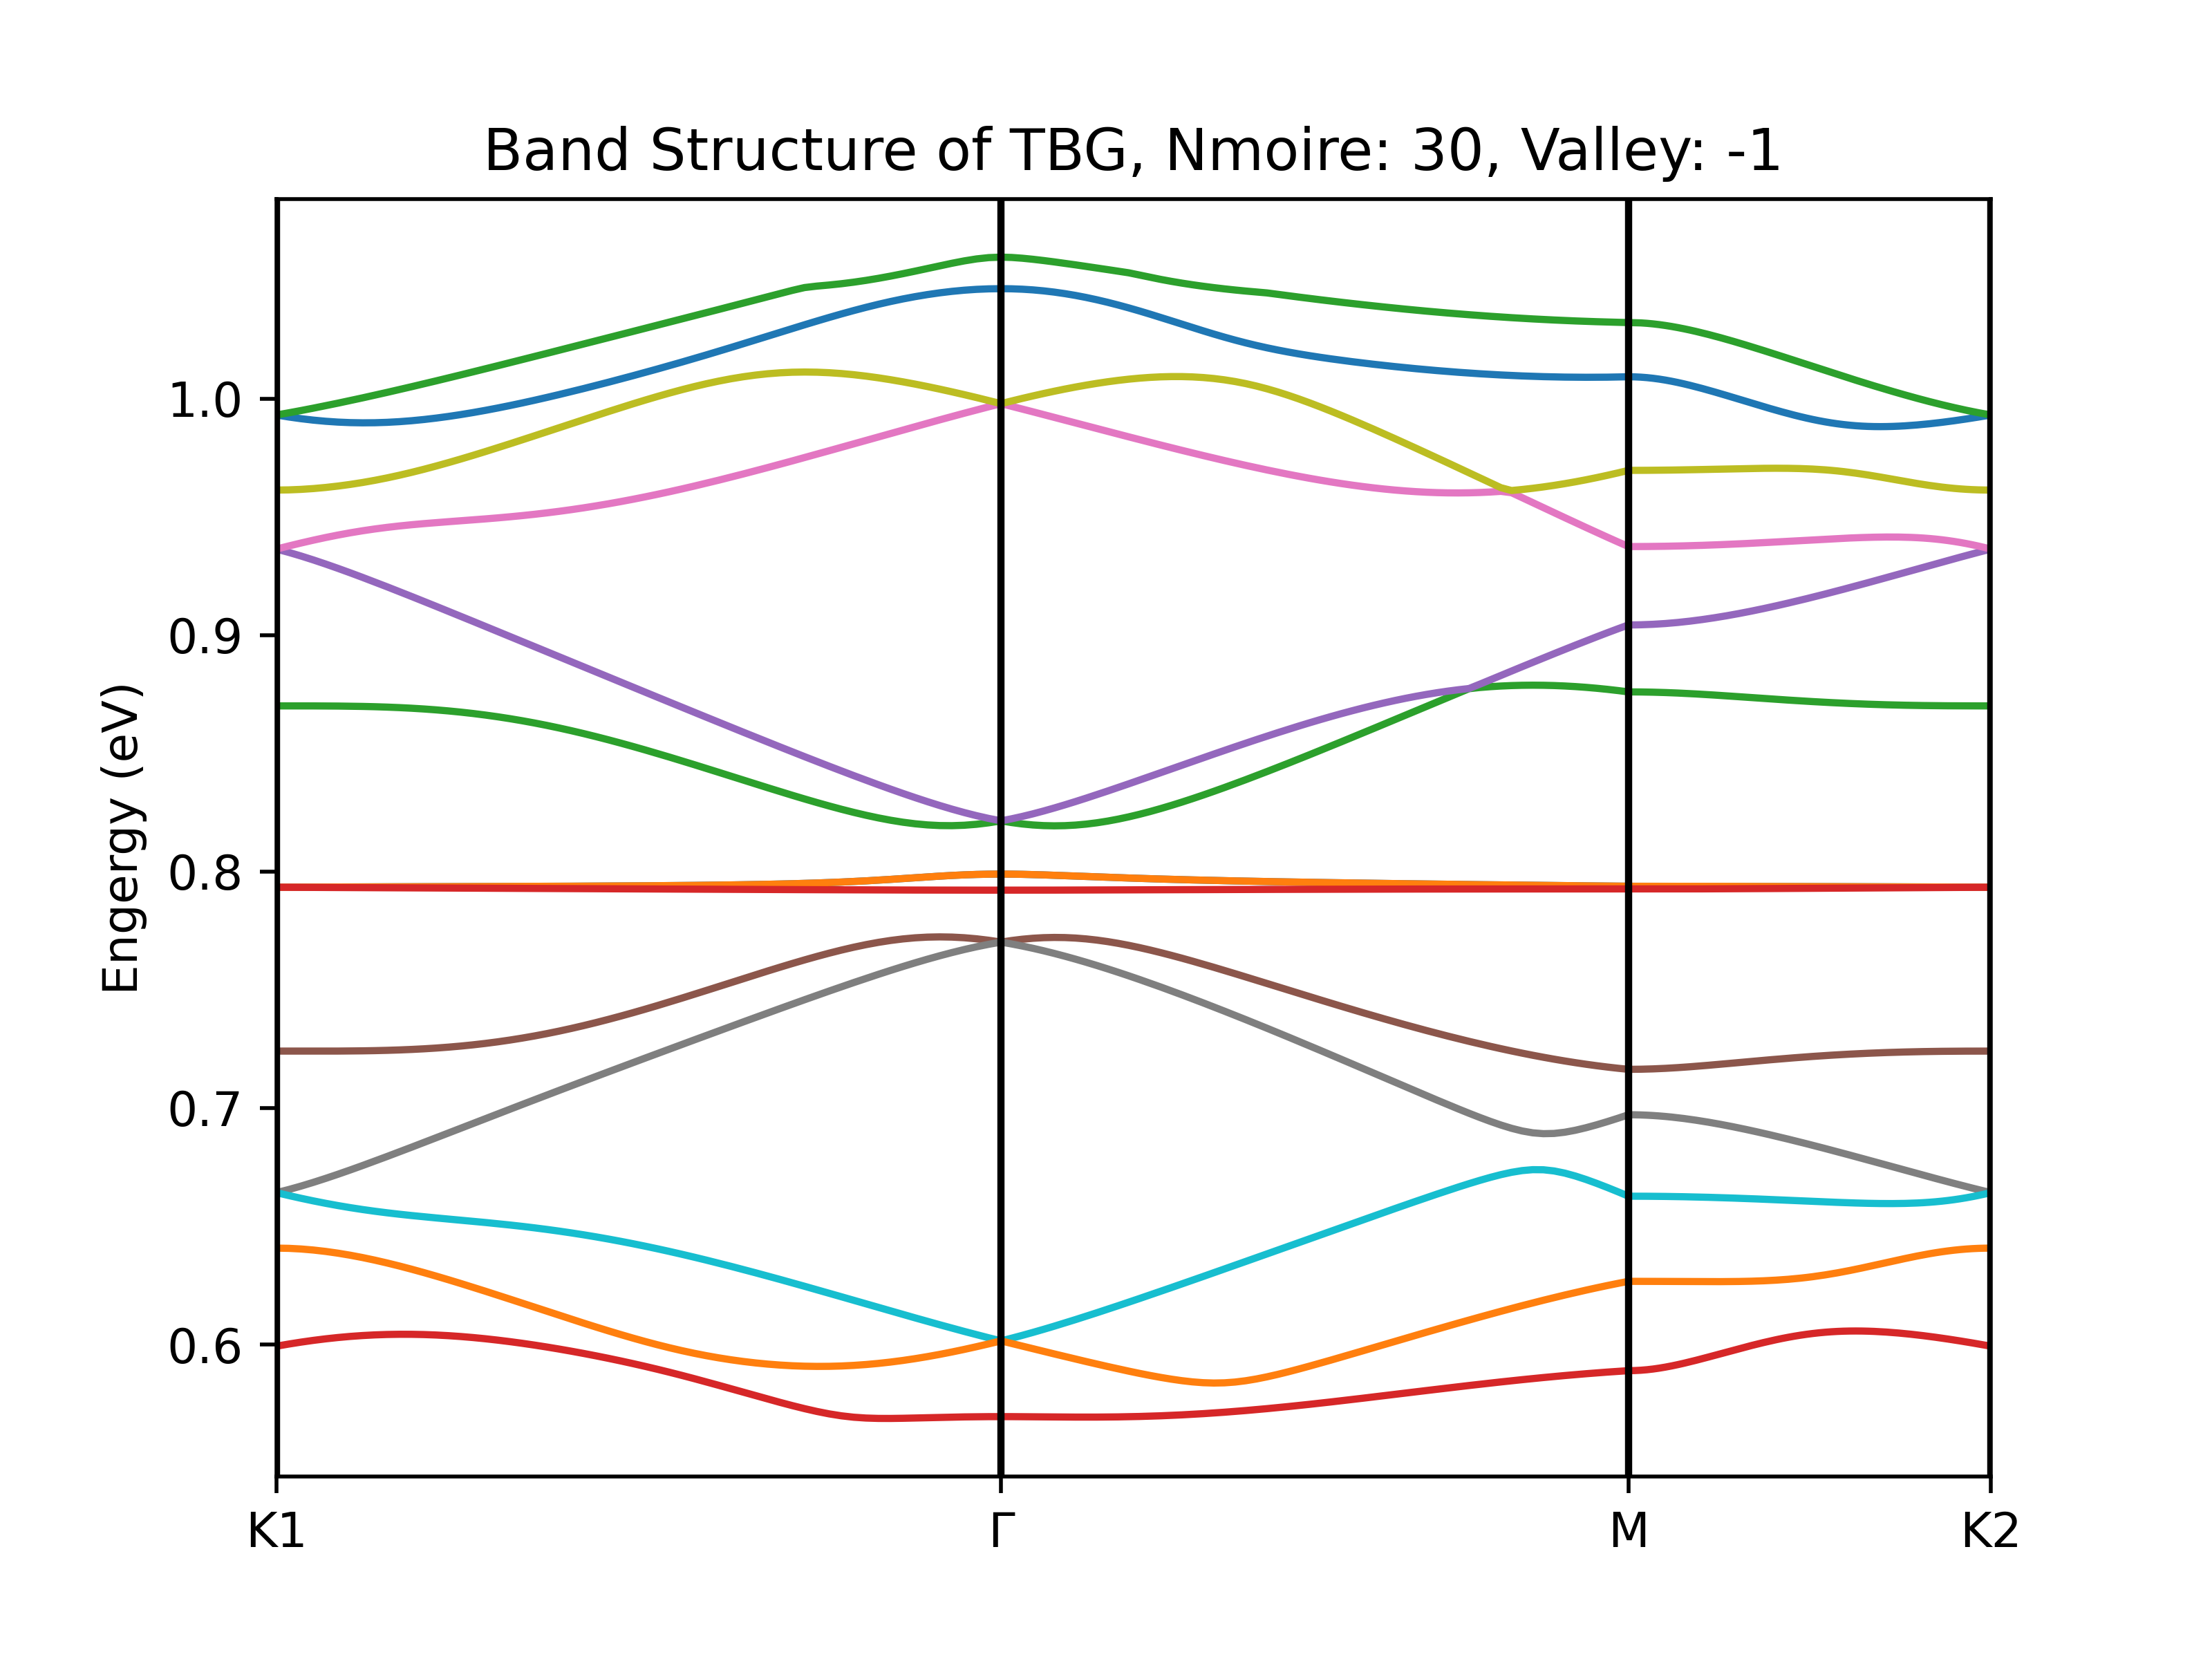 Band Structure of TBG, Nmoire: 30, Valley: -1
Engergy (eV)
1.0
0.9
0.8
0.7
0.6
K1 Γ M K2